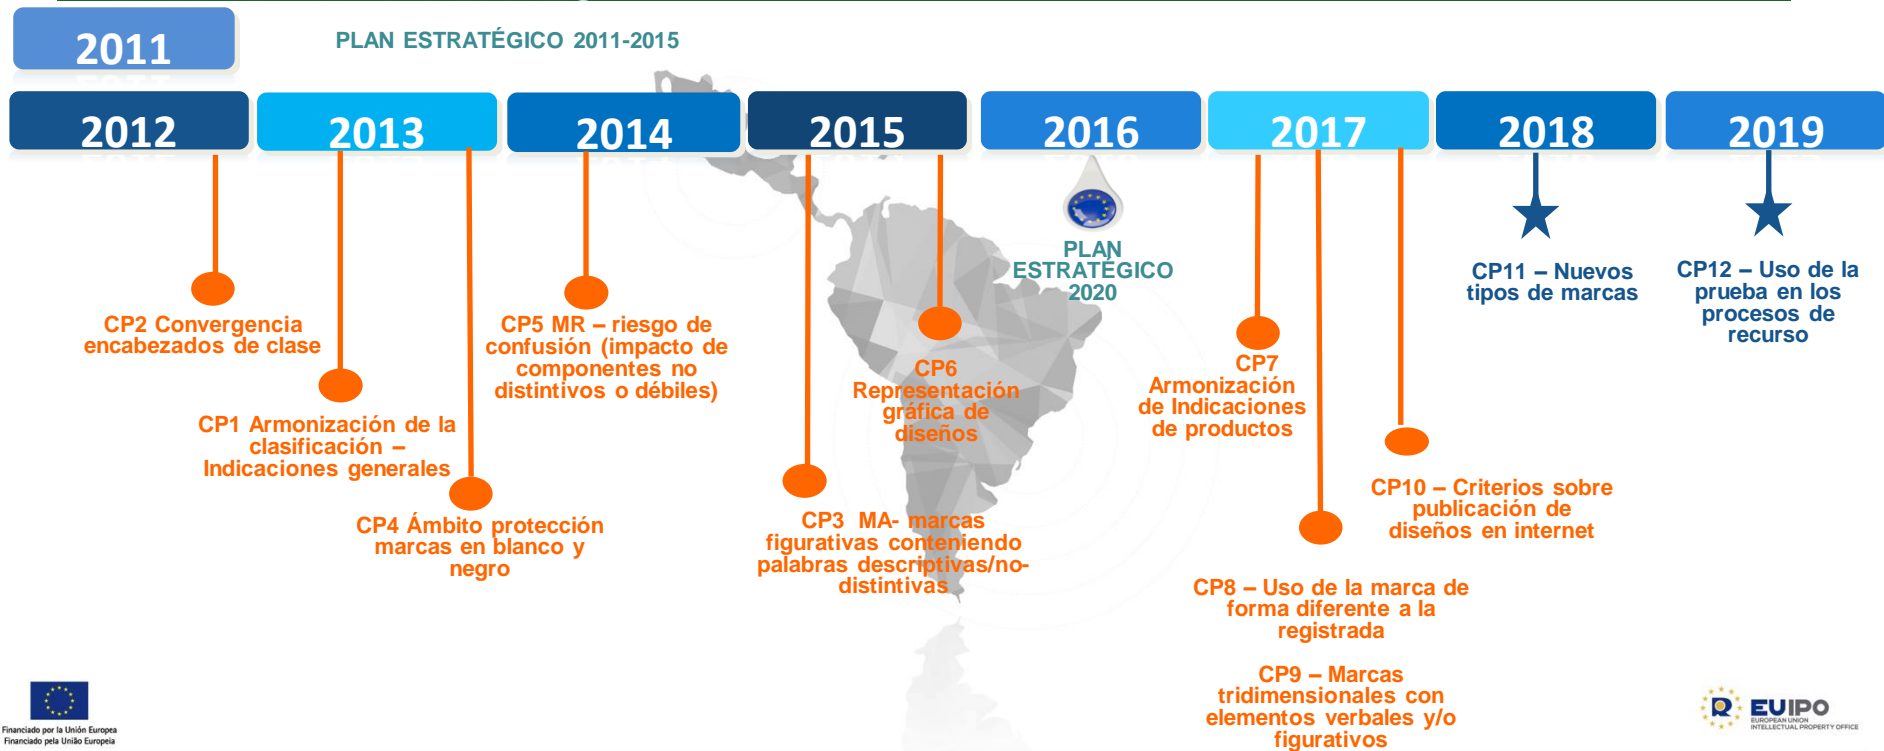 2011
PLAN ESTRATÉGICO 2011-2015
2012
2013
2014
2015
2016
2017
2018
2019
PLAN
ESTRATÉGICO
2020
CP11 – Nuevos
tipos de marcas
CP12 – Uso de la
prueba en los
procesos de
recurso
CP2 Convergencia
encabezados de clase
CP5 MR – riesgo de
confusión (impacto de
componentes no
distintivos o débiles)
CP6
Representación
gráfica de
diseños
CP7
Armonización
de Indicaciones
de productos
CP1 Armonización de la
clasificación –
Indicaciones generales
CP4 Ámbito protección
marcas en blanco y
negro
CP3 MA- marcas
figurativas conteniendo
palabras descriptivas/no-
distintivas
CP10 – Criterios sobre
publicación de
diseños en internet
CP8 – Uso de la marca de
forma diferente a la
registrada
CP9 – Marcas
tridimensionales con
elementos verbales y/o
figurativos
Financiado por la Unión Europea
Financiado pela União Europeia
R
EUIPO
EUROPEAN UNION
INTELLECTUAL PROPERTY OFFICE